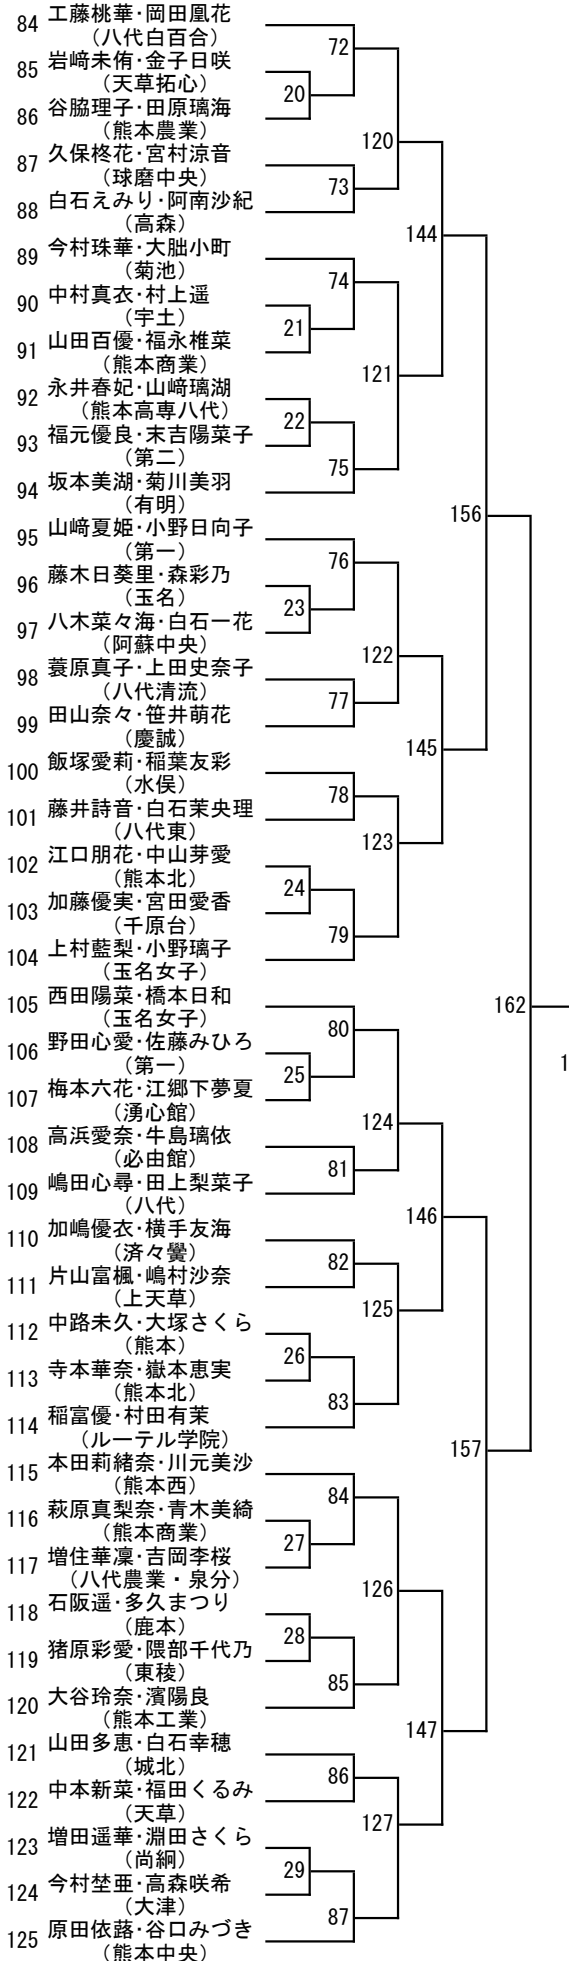 84 工藤桃華･岡田凰花
（八代白百合）
72
85 岩﨑未侑･金子日咲
（天草拓心）
20
86 谷脇理子･田原璃海
（熊本農業）
120
87 久保柊花･宮村涼音
（球磨中央）
73
88 白石えみり･阿南沙紀
（高森）
144
89 今村珠華･大朏小町
（菊池）
74
90 中村真衣･村上遥
（宇土）
21
91 山田百優･福永椎菜
（熊本商業）
121
92 永井春妃･山﨑璃湖
（熊本高専八代）
22
93 福元優良･末吉陽菜子
（第二）
75
94 坂本美湖･菊川美羽
（有明）
156
95 山﨑夏姫･小野日向子
（第一）
76
96 藤木日葵里･森彩乃
（玉名）
23
97 八木菜々海･白石一花
（阿蘇中央）
122
98 蓑原真子･上田史奈子
（八代清流）
77
99 田山奈々･笹井萌花
（慶誠）
145
100 飯塚愛莉･稲葉友彩
（水俣）
78
101 藤井詩音･白石茉央理
（八代東）
123
102 江口朋花･中山芽愛
（熊本北）
24
103 加藤優実･宮田愛香
（千原台）
79
104 上村藍梨･小野璃子
（玉名女子）
105 西田陽菜･橋本日和
（玉名女子）
162
80
106 野田心愛･佐藤みひろ
（第一）
1
25
107 梅本六花･江郷下夢夏
（湧心館）
124
108 高浜愛奈･牛島璃依
（必由館）
81
109 嶋田心尋･田上梨菜子
（八代）
146
110 加嶋優衣･横手友海
（済々黌）
82
111 片山富楓･嶋村沙奈
（上天草）
125
112 中路未久･大塚さくら
（熊本）
26
113 寺本華奈･嶽本恵実
（熊本北）
83
114 稲富優･村田有茉
（ルーテル学院）
157
115 本田莉緒奈･川元美沙
（熊本西）
84
116 萩原真梨奈･青木美綺
（熊本商業）
27
117 増住華凜･吉岡李桜
（八代農業・泉分）
126
118 石阪遥･多久まつり
（鹿本）
28
119 猪原彩愛･隈部千代乃
（東稜）
85
120 大谷玲奈･濱陽良
（熊本工業）
147
121 山田多恵･白石幸穂
（城北）
86
122 中本新菜･福田くるみ
（天草）
127
123 増田遥華･淵田さくら
（尚絅）
29
124 今村埜亜･高森咲希
（大津）
87
125 原田依蕗･谷口みづき
（熊本中央）